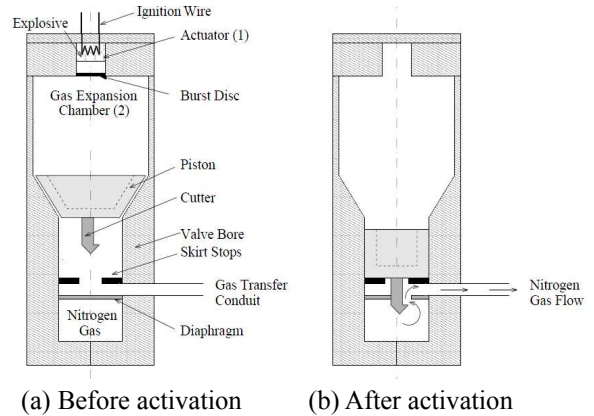 Ignition Wire
Explosive
Actuator (1)
Burst Disc
Gas Expansion
Chamber (2)
Piston
Cutter
Valve Bore
Skirt Stops
Gas Transfer
Conduit
Nitrogen
Gas
Diaphragm
Nitrogen
Gas Flow
(a) Before activation
(b) After activation